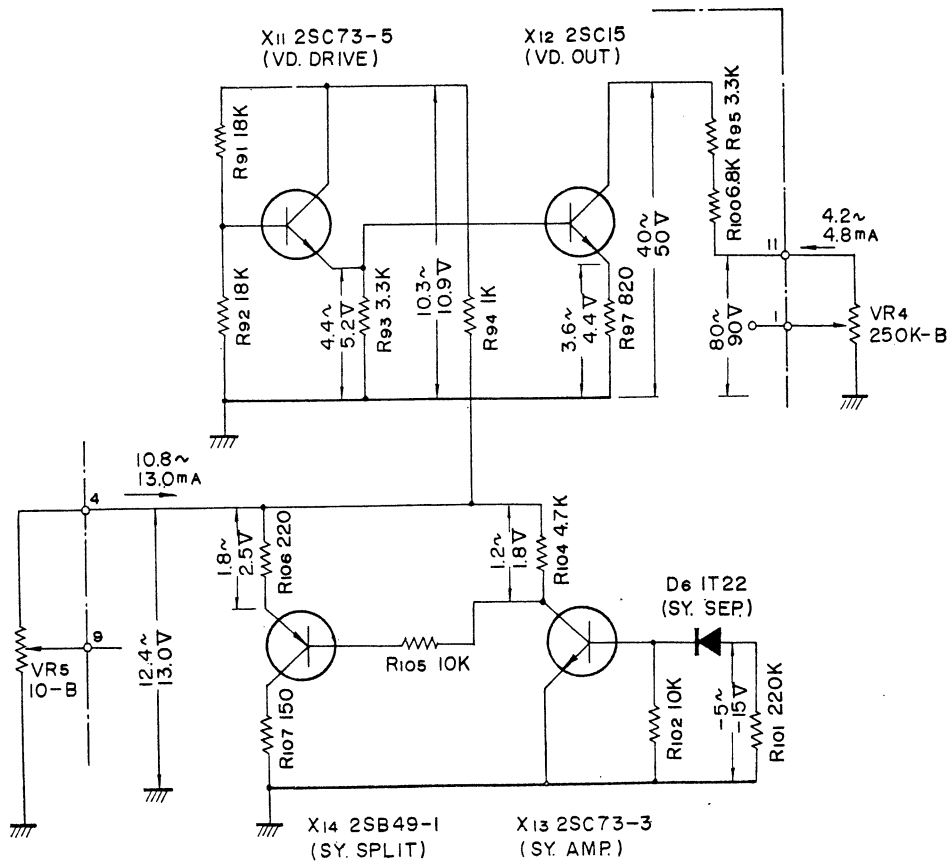 X11 2SC73-5
(VD. DRIVE)
X12 2SC15
(VD. OUT)
R91 18K
R92 18K
4.4~
5.2V
R93 3.3K
10.3~
10.9V
R94 1K
3.6~
4.4V
R97 820
40~
50V
R95 3.3K
R100 6.8K
4.2~
4.8mA
11
1
80~
90V
VR4
250K-B
10.8~
13.0mA
4
9
VR5
10-B
12.4~
13.0V
1.8~
2.5V
R106 220
R107 150
R105 10K
1.2~
1.8V
R104 4.7K
D6 1T22
(SY. SEP.)
R102 10K
-5~
-15V
R101 220K
X14 2SB49-1
(SY. SPLIT)
X13 2SC73-3
(SY. AMP.)